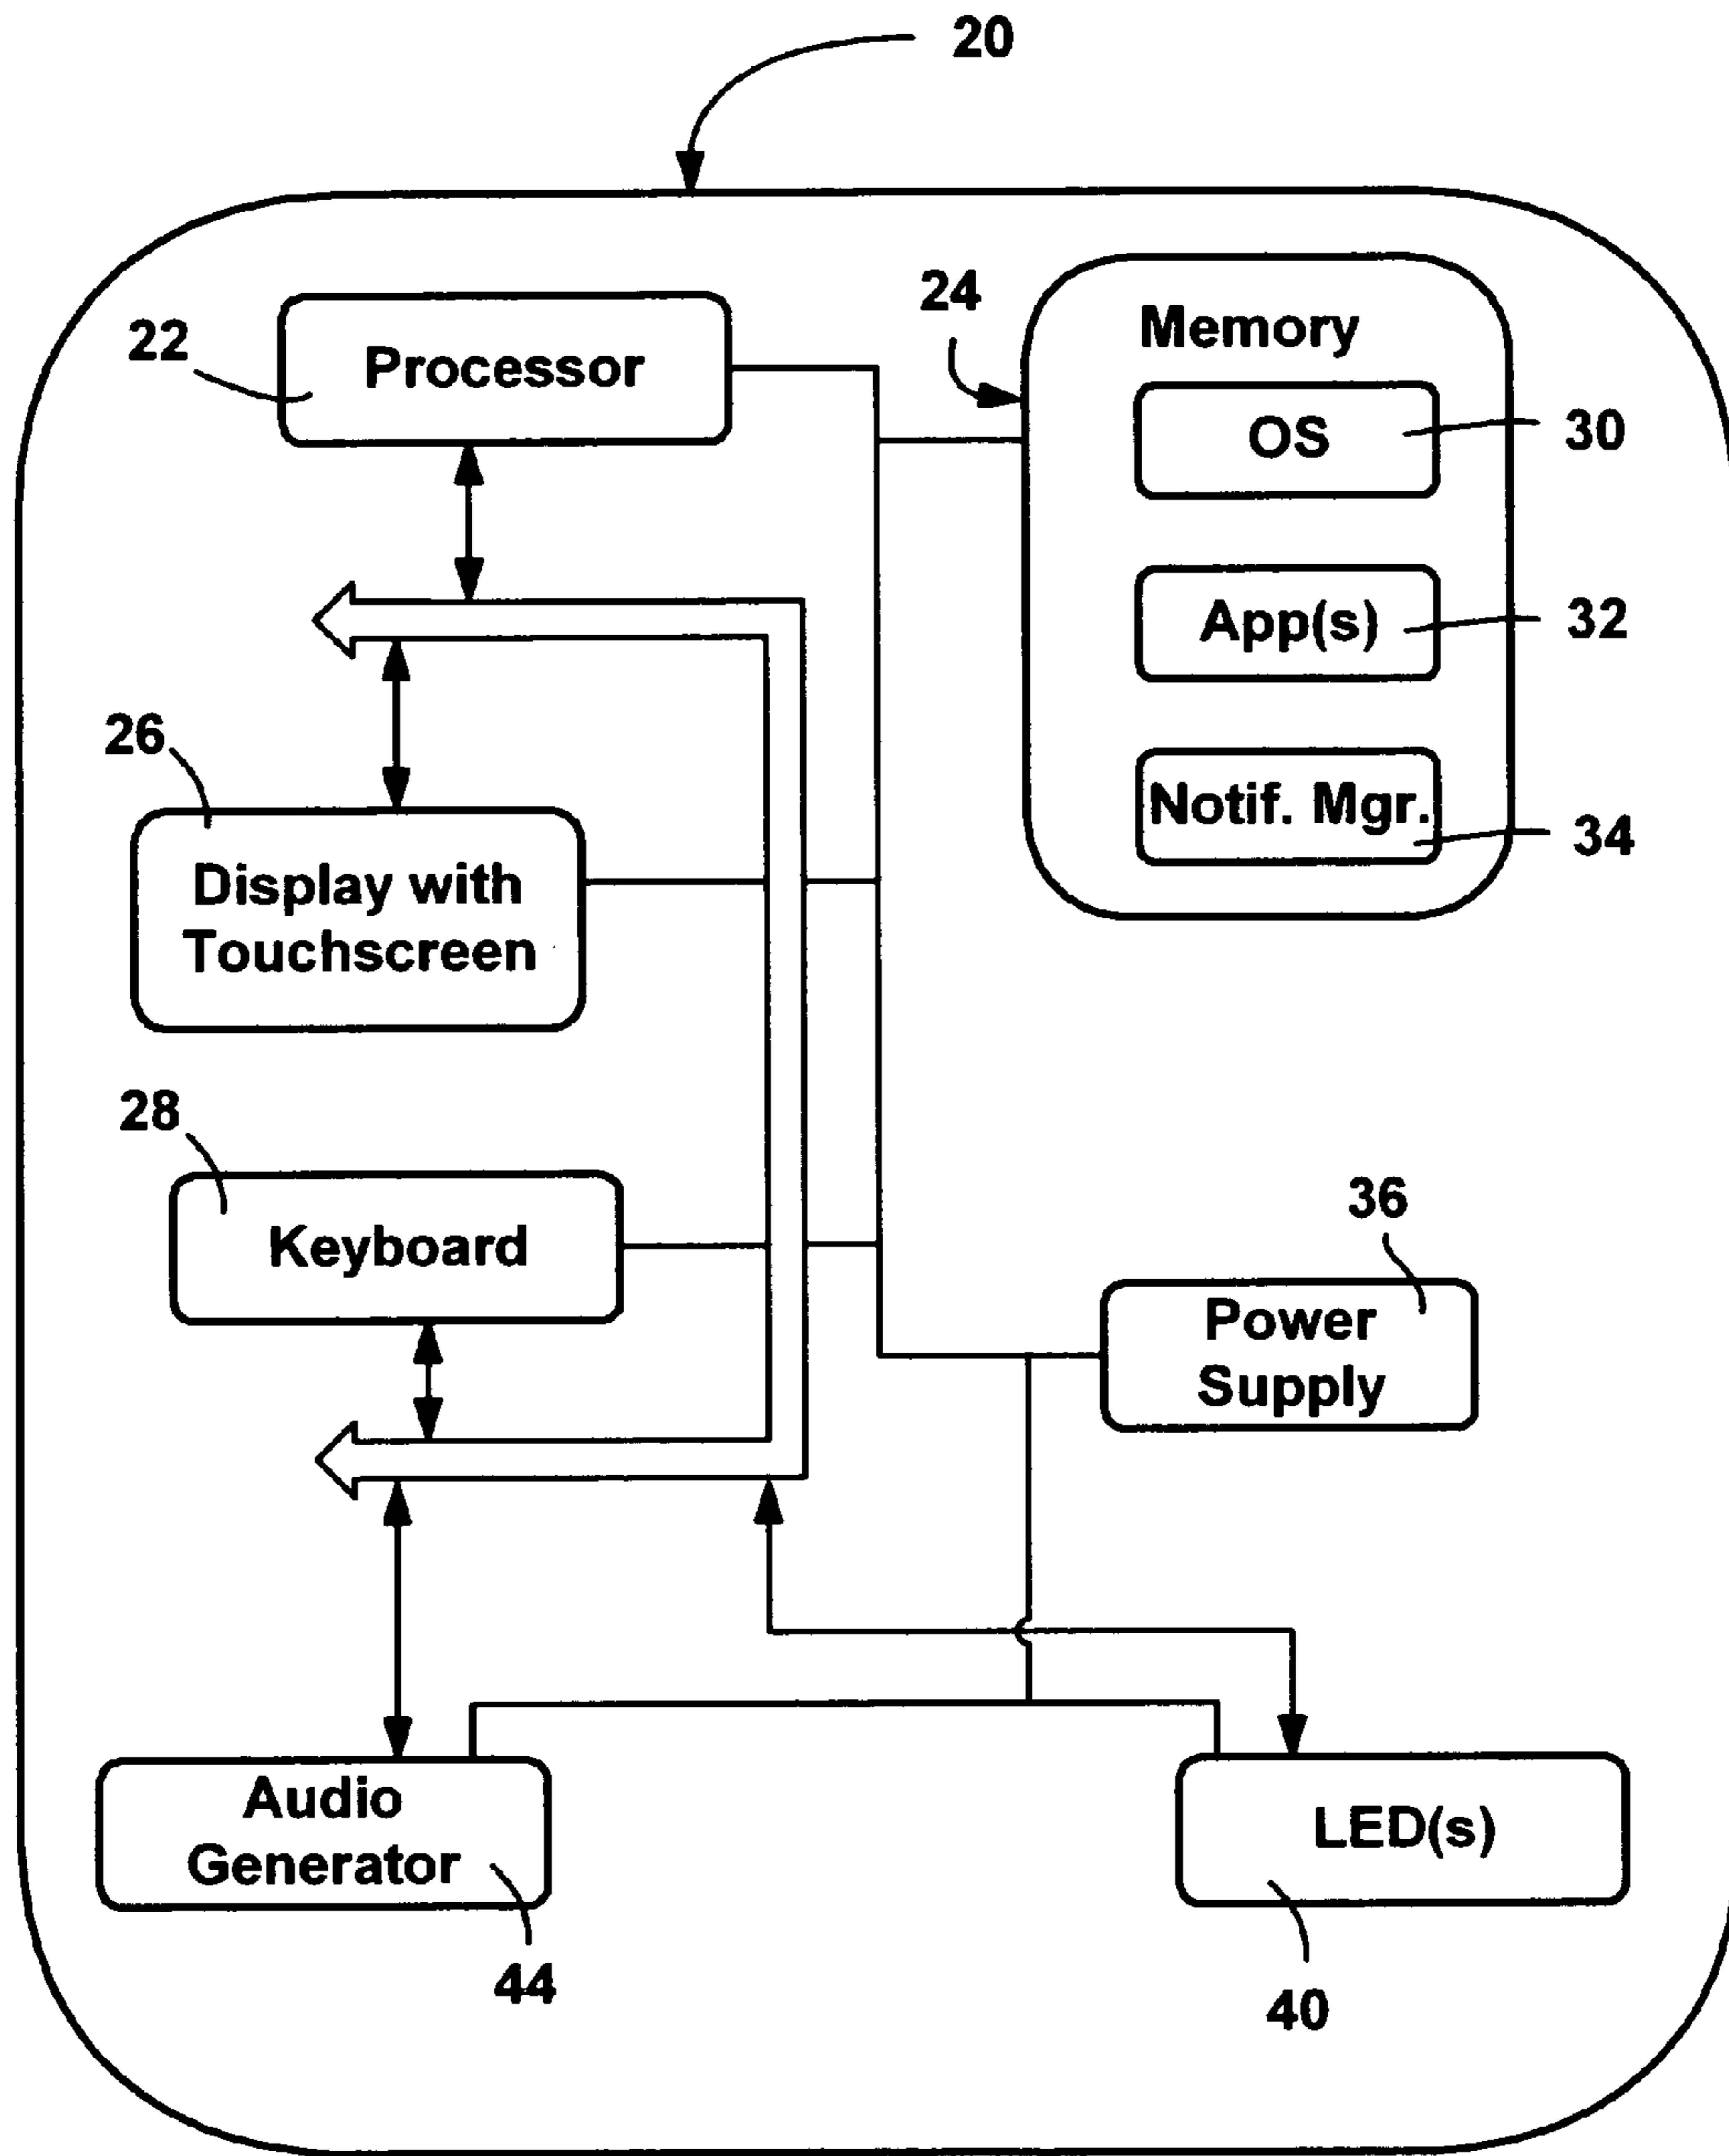 20
24
Memory
22
Processor
OS
30
App(s)
32
26
Notif. Mgr.
34
Display with
Touchscreen
28
36
Keyboard
Power
Supply
Audio
Generator
LED(s)
44
40